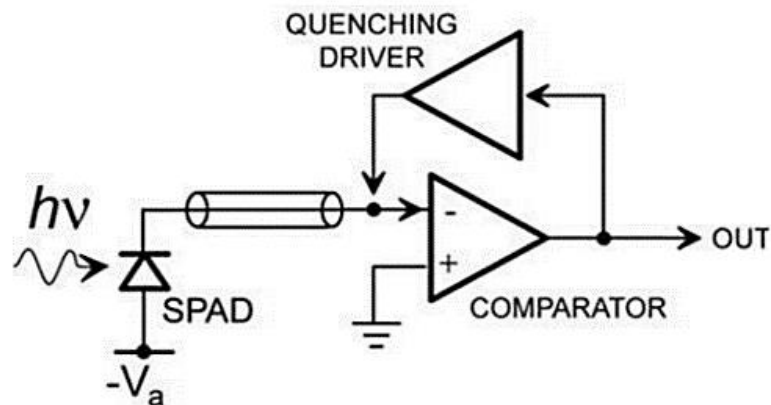 QUENCHING
DRIVER
hν
-
+
OUT
SPAD
COMPARATOR
-Va